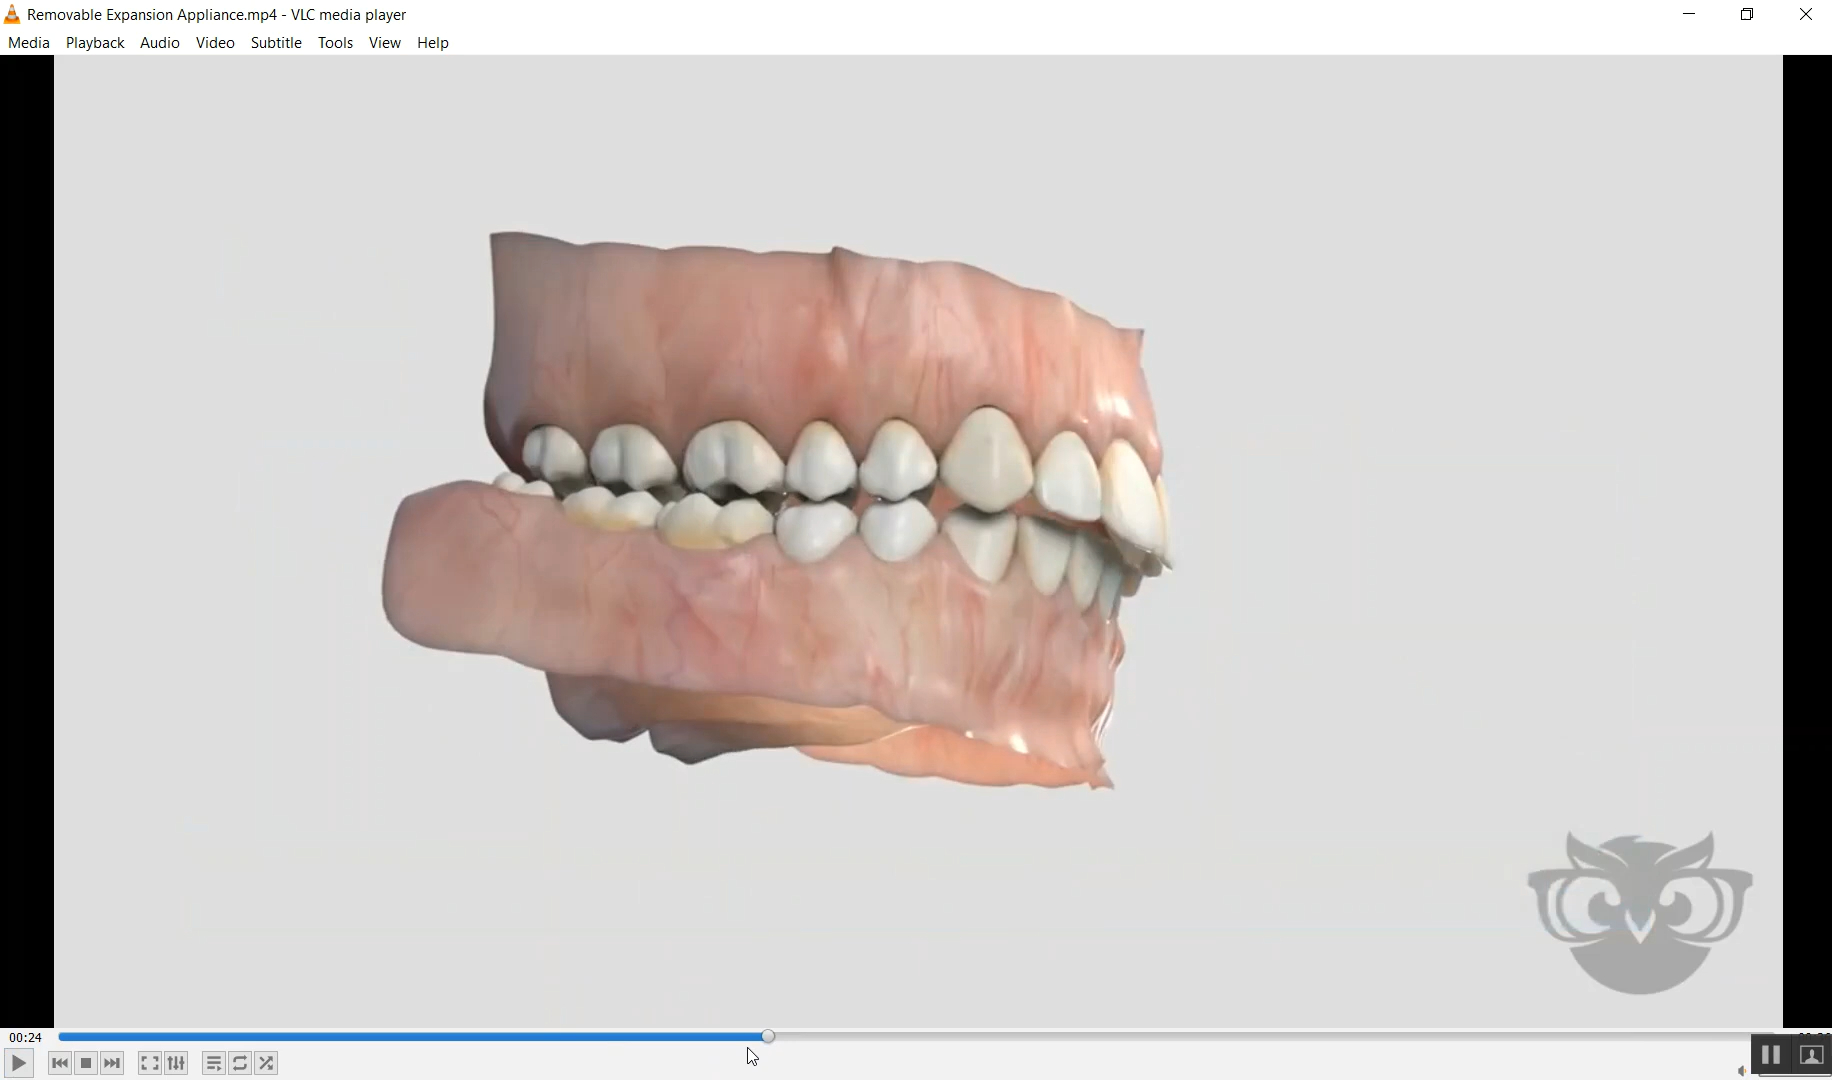 Removable Expansion Appliance.mp4 - VLC media player
Media Playback Audio Video Subtitle Tools View Help
00:24